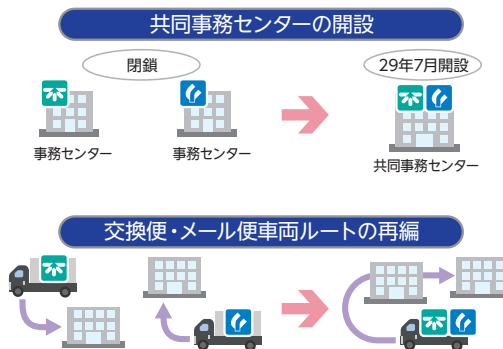 共同事務センターの開設
閉鎖
29年7月開設
事務センター
事務センター
共同事務センター
交換便・メール便車両ルートの再編